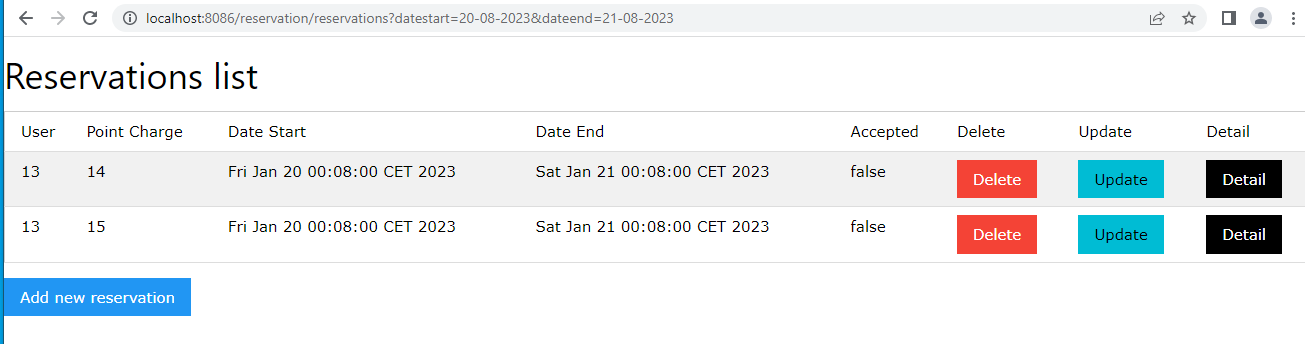 localhost:8086/reservation/reservations?datestart=20-08-2023&dateend=21-08-2023
Reservations list
User Point Charge Date Start Date End Accepted Delete Update Detail
13 14 Fri Jan 20 00:08:00 CET 2023 Sat Jan 21 00:08:00 CET 2023 false Delete Update Detail
13 15 Fri Jan 20 00:08:00 CET 2023 Sat Jan 21 00:08:00 CET 2023 false Delete Update Detail
Add new reservation